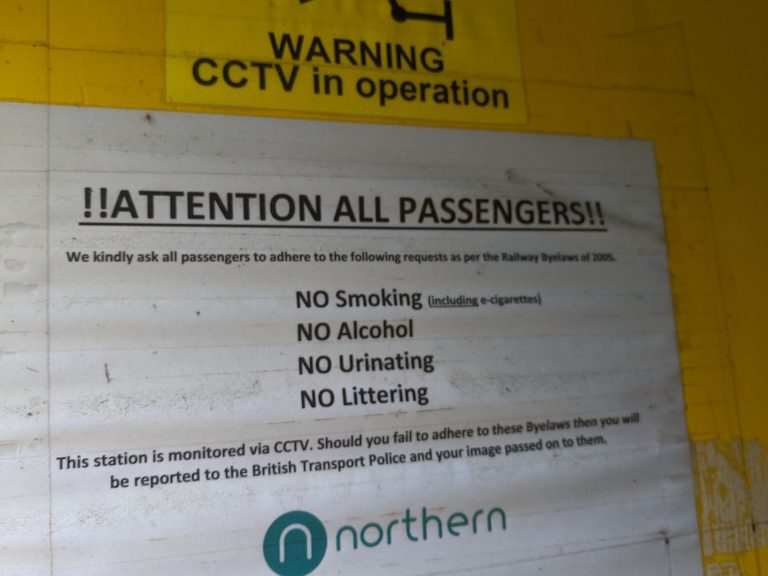 WARNING
CCTV in operation
!!ATTENTION ALL PASSENGERS!!
We kindly ask all passengers to adhere to the following requests as per the Railway Byelaws of 2005.
NO Smoking (including e-cigarettes)
NO Alcohol
NO Urinating
NO Littering
This station is monitored via CCTV. Should you fail to adhere to these Byelaws then you will
be reported to the British Transport Police and your image passed on to them.
n northern